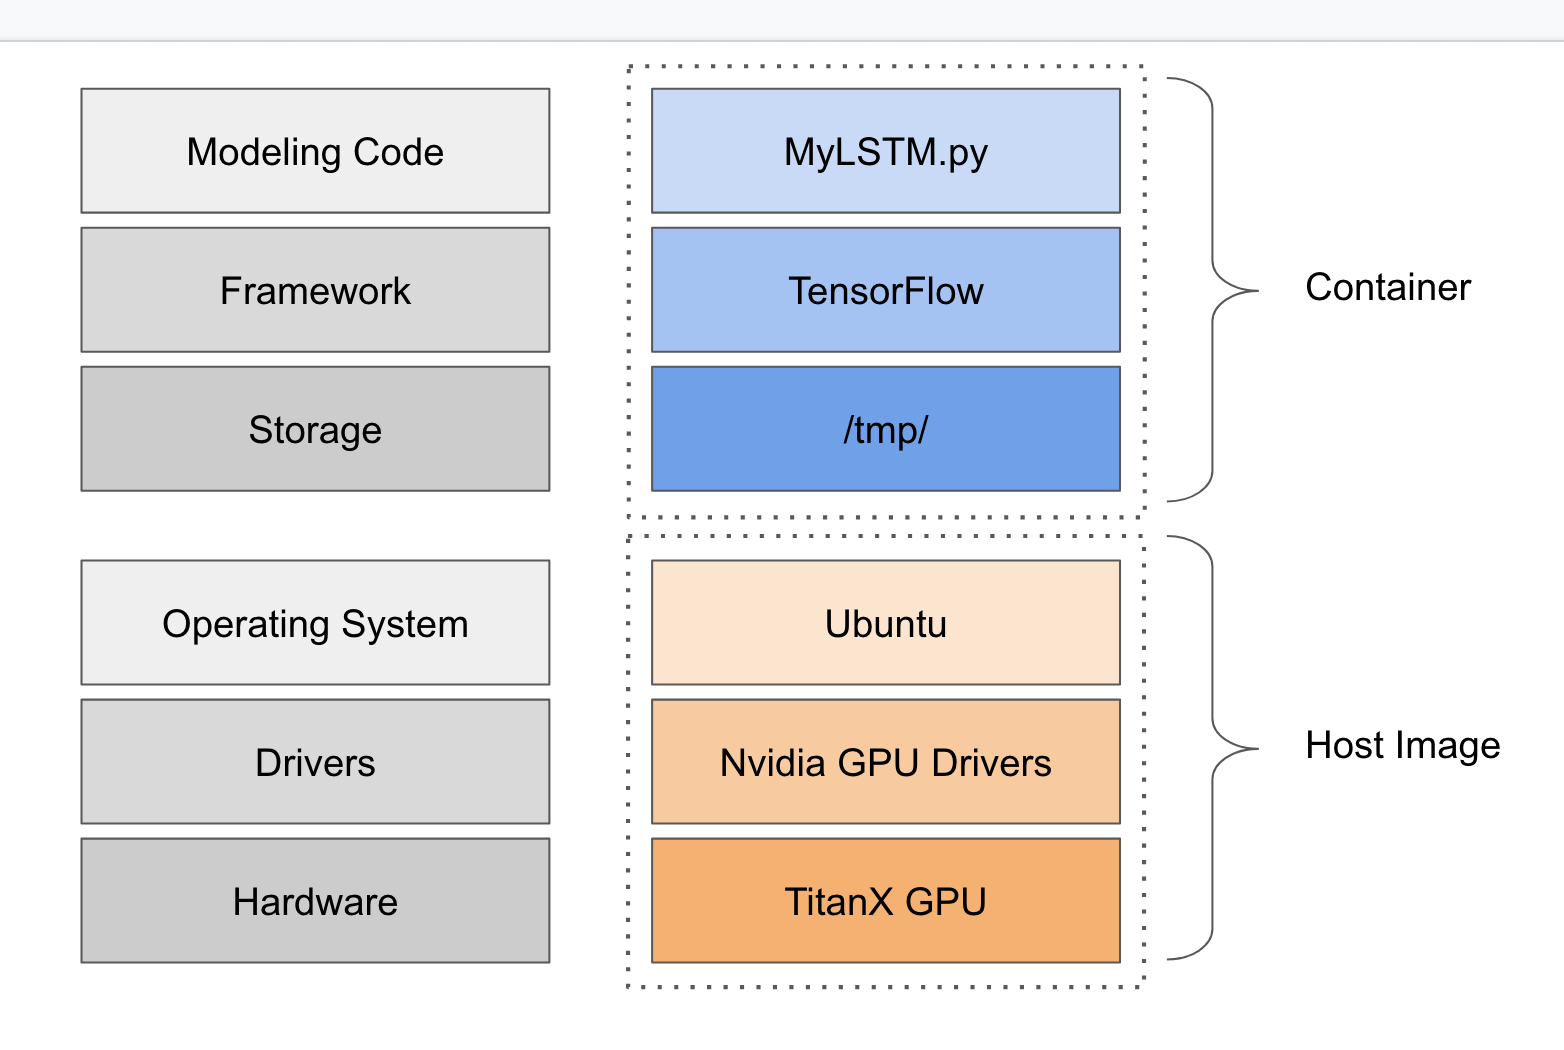 Modeling Code
MyLSTM.py
Framework
TensorFlow
Container
Storage
/tmp/
Operating System
Ubuntu
Drivers
Nvidia GPU Drivers
Host Image
Hardware
TitanX GPU